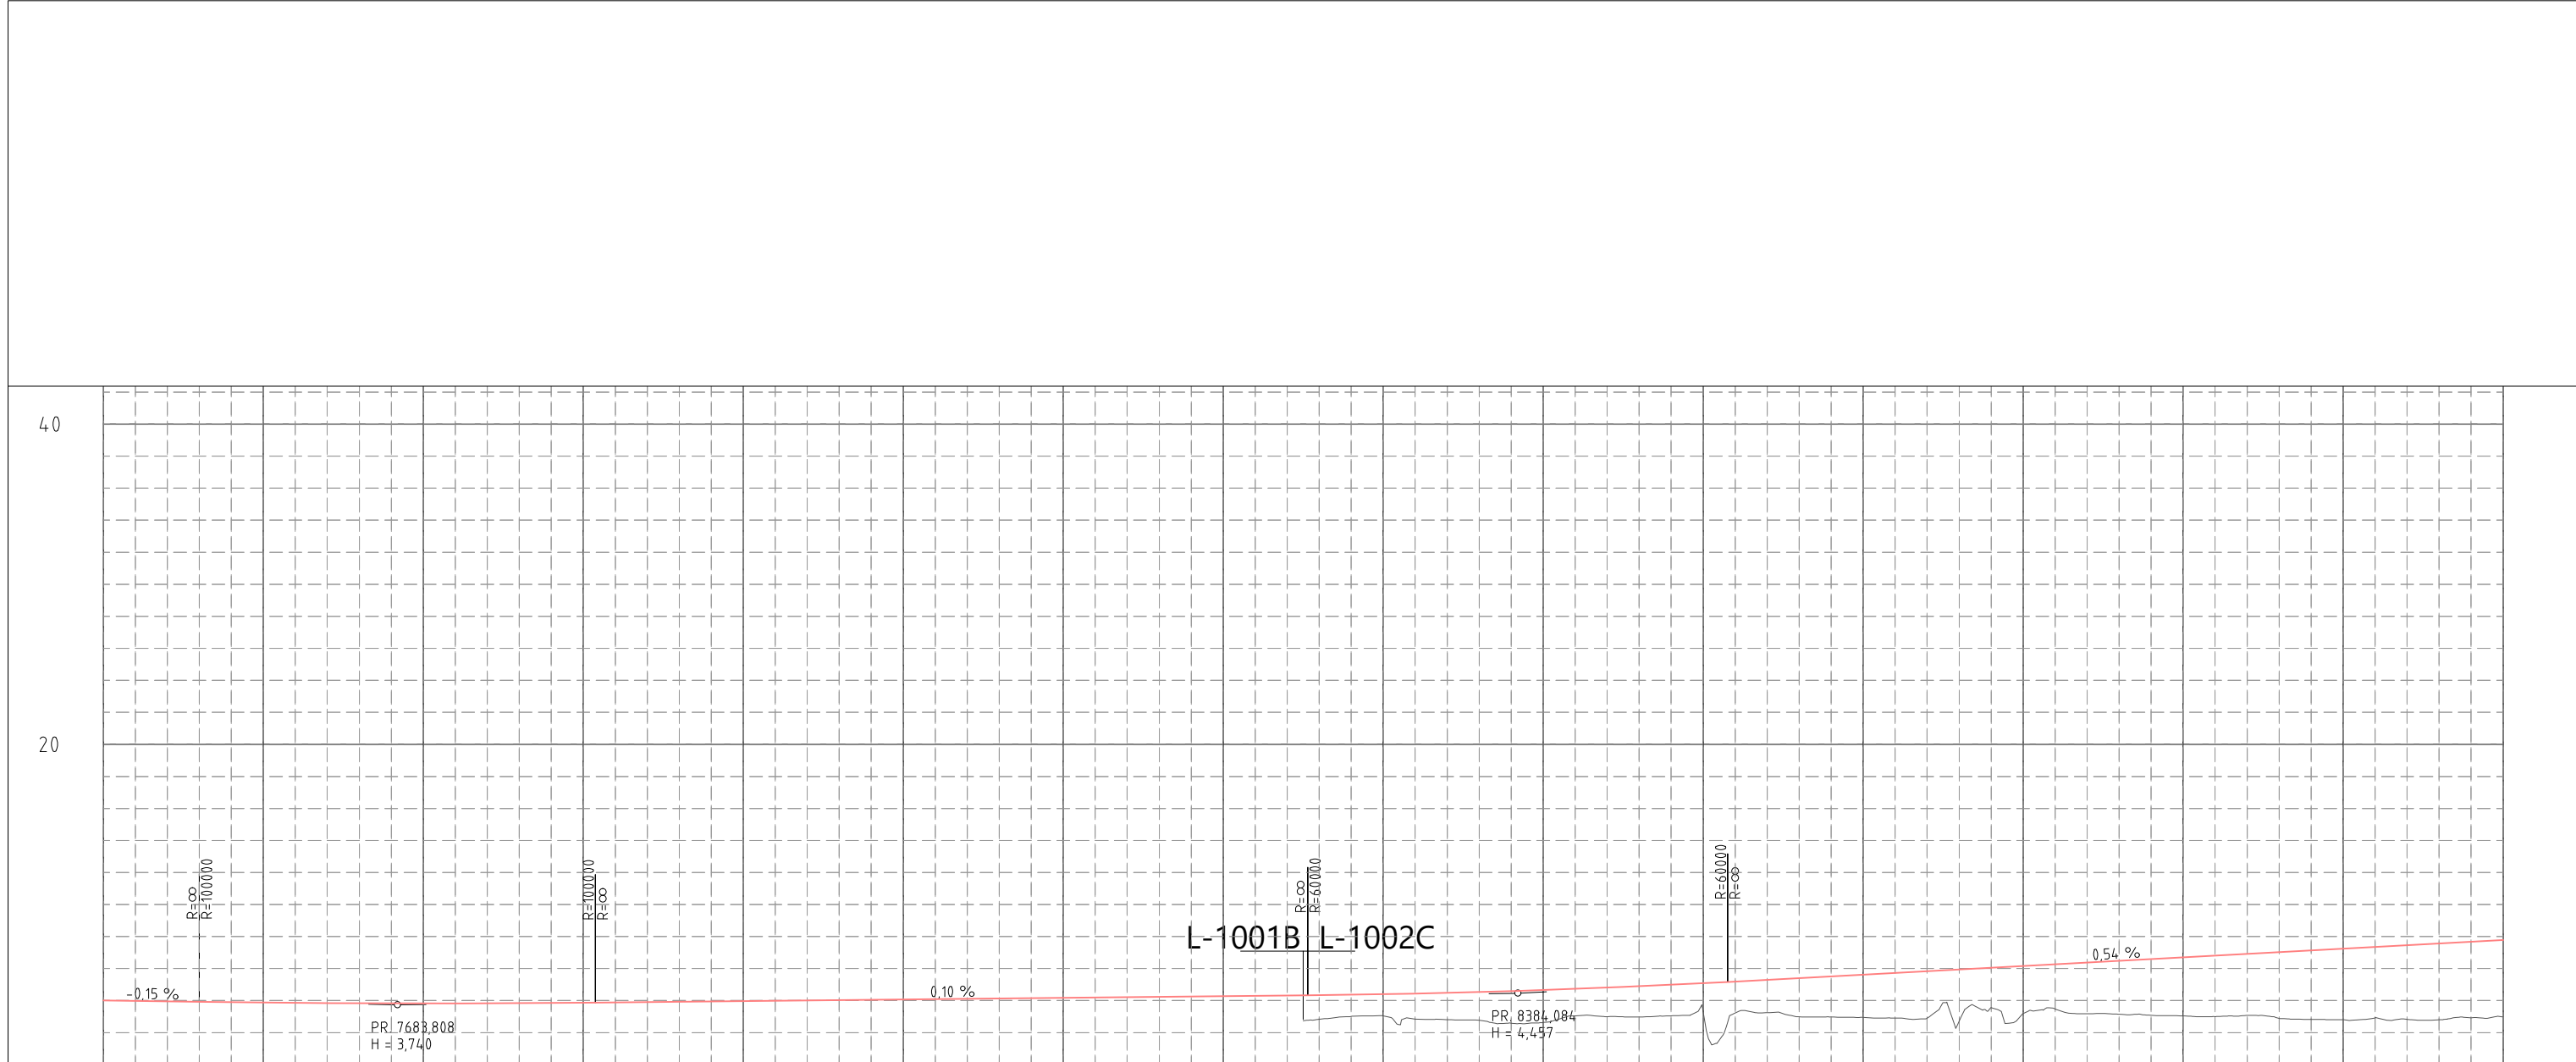 40
20
R=∞
R=100000
R=100000
R=∞
R=∞
R=60000
R=60000
R=∞
L-1001B L-1002C
-0,15 %
0,10 %
0,54 %
PR. 7683,808
H = 3,740
PR. 8384,084
H = 4,457